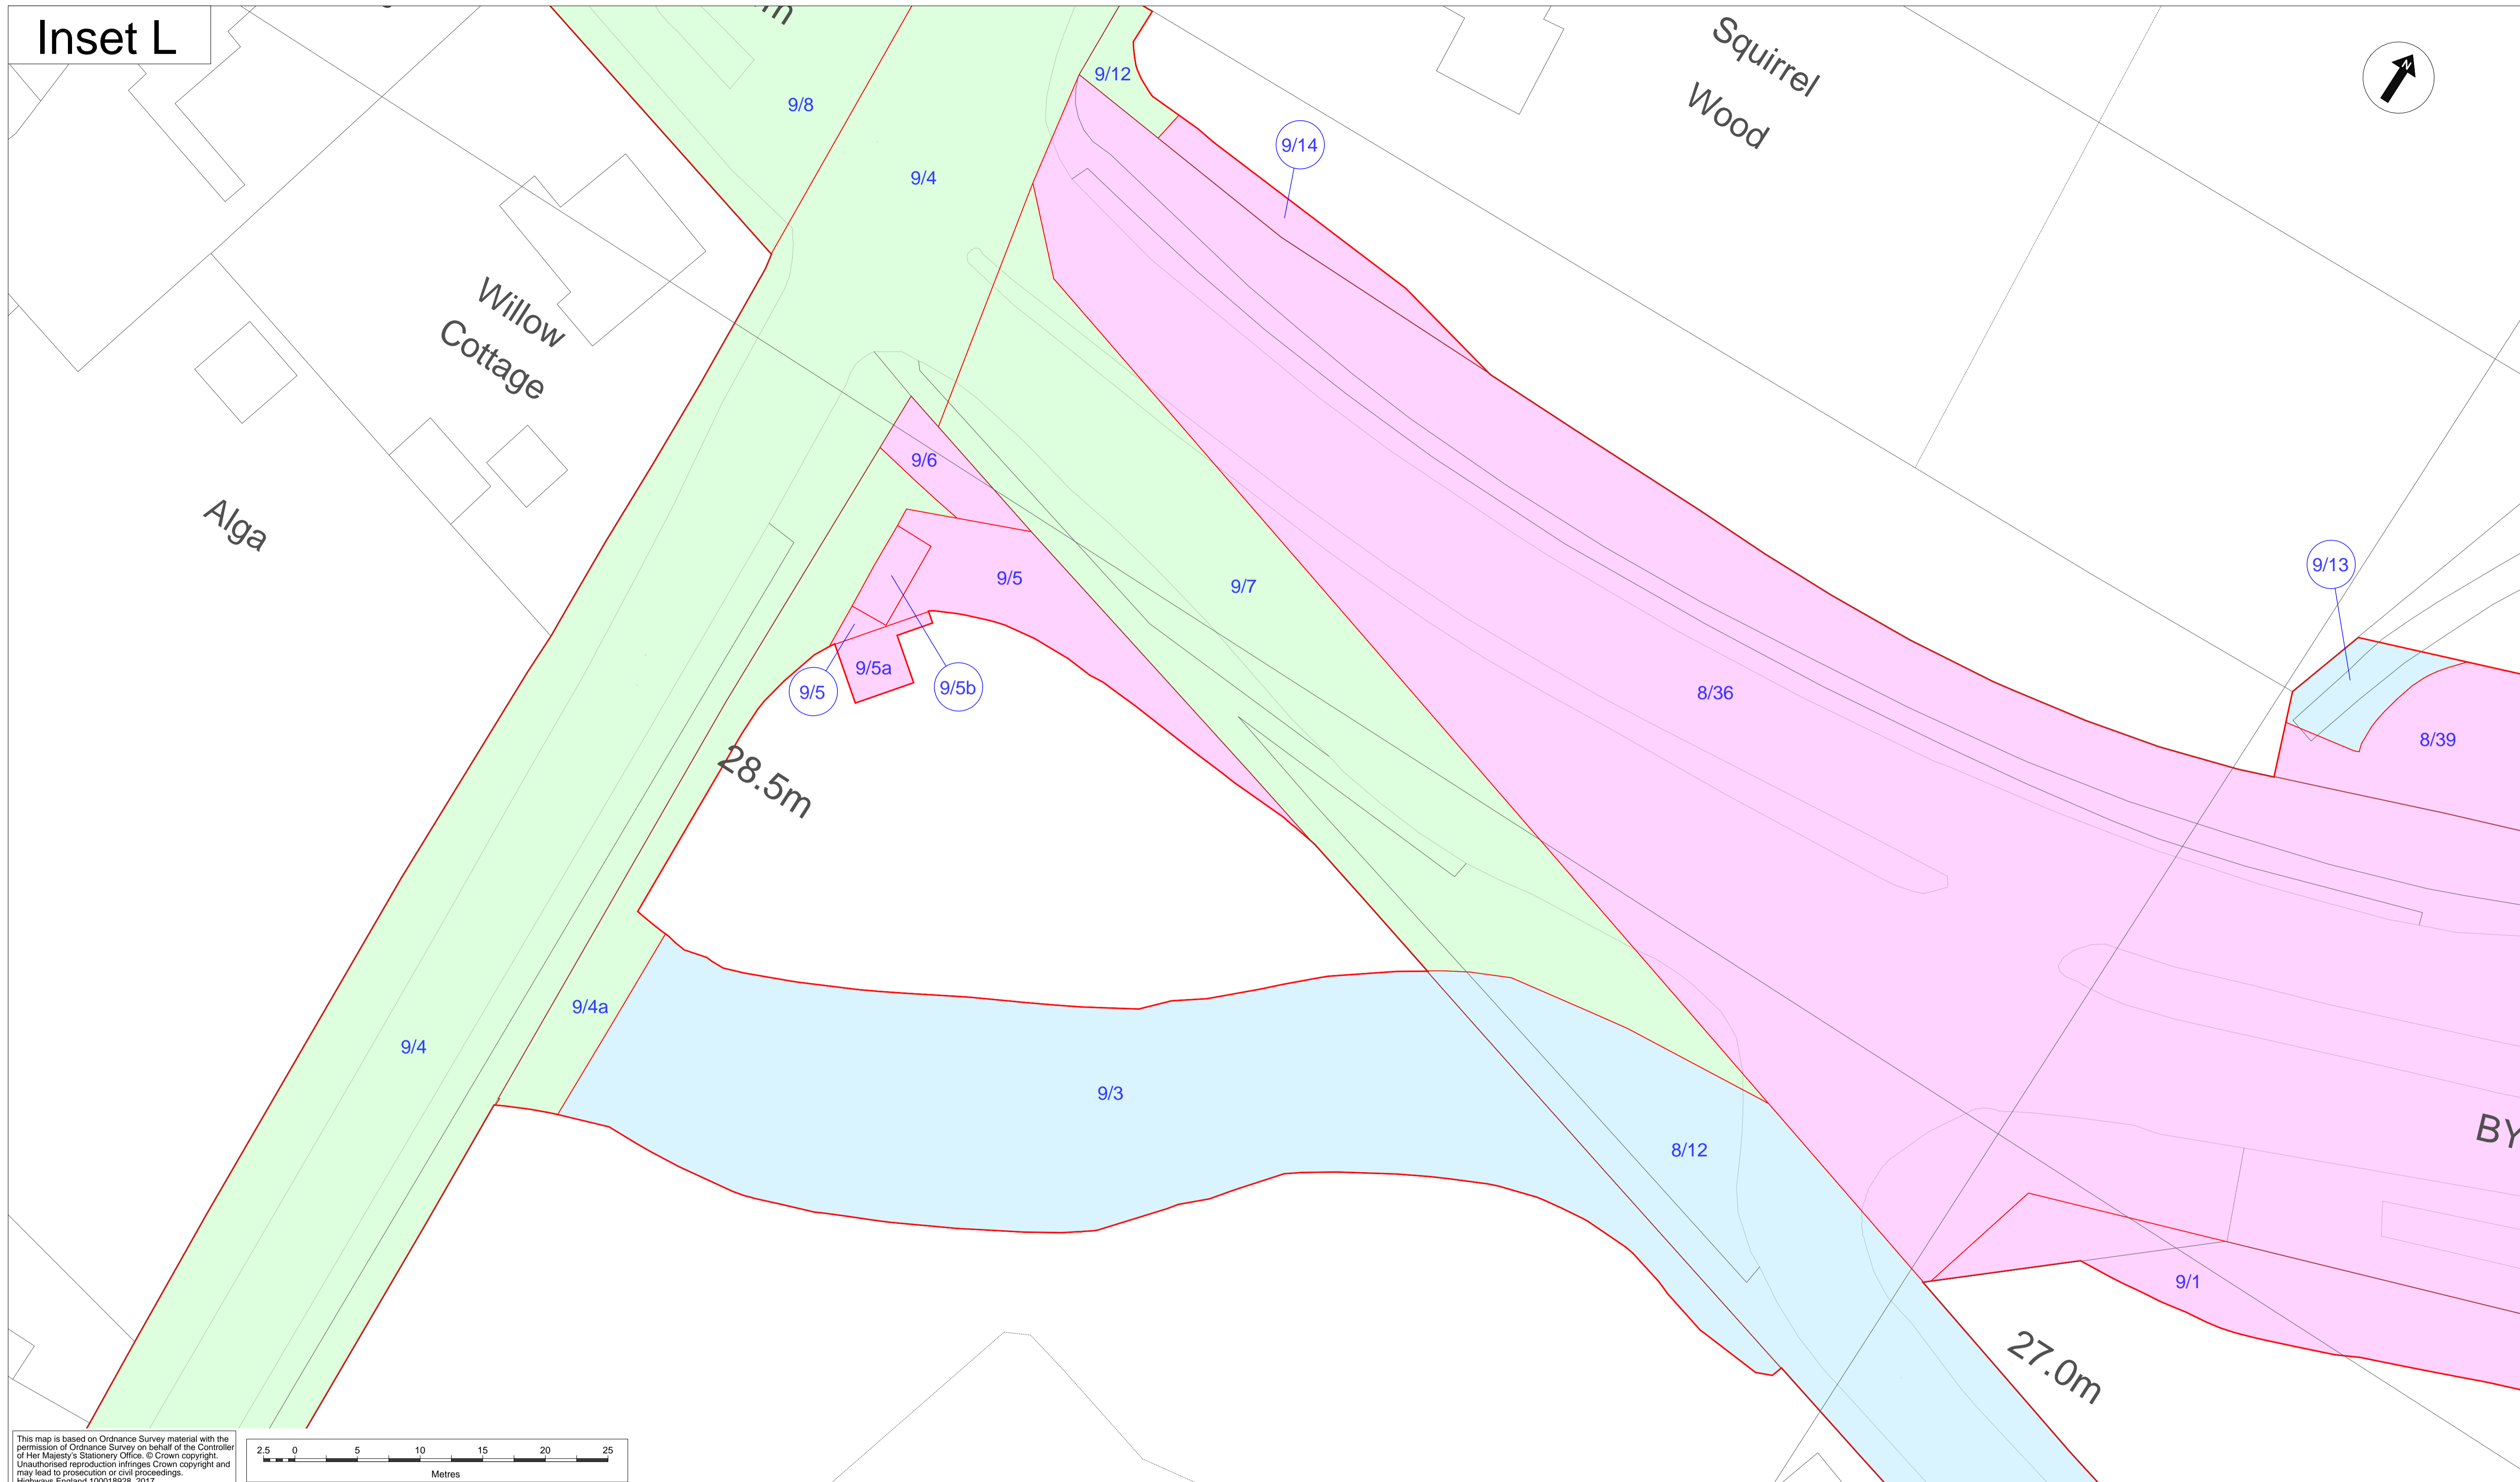 Inset L
m
Squirrel
Wood
N
9/12
9/8
9/14
9/4
Willow
Cottage
9/6
Alga
9/5
9/7
9/13
9/5a
9/5
9/5b
8/36
8/39
28.5m
9/4a
9/4
9/3
8/12
BY
9/1
27.0m
This map is based on Ordnance Survey material with the
permission of Ordnance Survey on behalf of the Controller
of Her Majesty's Stationery Office. © Crown copyright.
Unauthorised reproduction infringes Crown copyright and
may lead to prosecution or civil proceedings.
Highways England 100018928. 2017
2.5 0 5 10 15 20 25
Metres